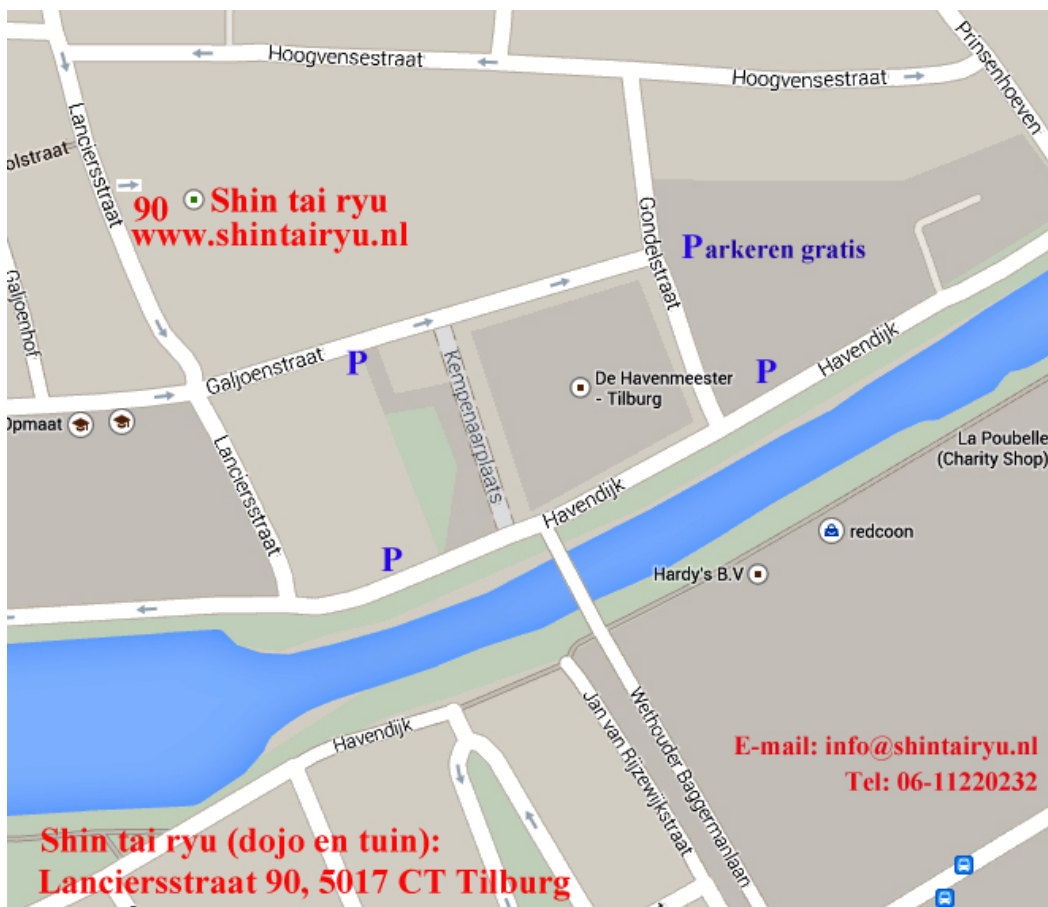 Hoogvensestraat
Hoogvensestraat
Prinsenhoeven
Lanciersstraat
olstraat
90 Shin tai ryu
www.shintairyu.nl
Gondelstraat
Parkeren gratis
Galjoenhof
Galjoenstraat
P
Kempenaarplaats
De Havenmeester
- Tilburg
P
Havendijk
Opmaat
Lanciersstraat
La Poubelle
(Charity Shop)
Havendijk
redcoon
P
Hardy's B.V
Havendijk
Jan van Rijzewijkstraat
Wethouder Baggermanlaan
E-mail: info@shintairyu.nl
Tel: 06-11220232
Shin tai ryu (dojo en tuin):
Lanciersstraat 90, 5017 CT Tilburg